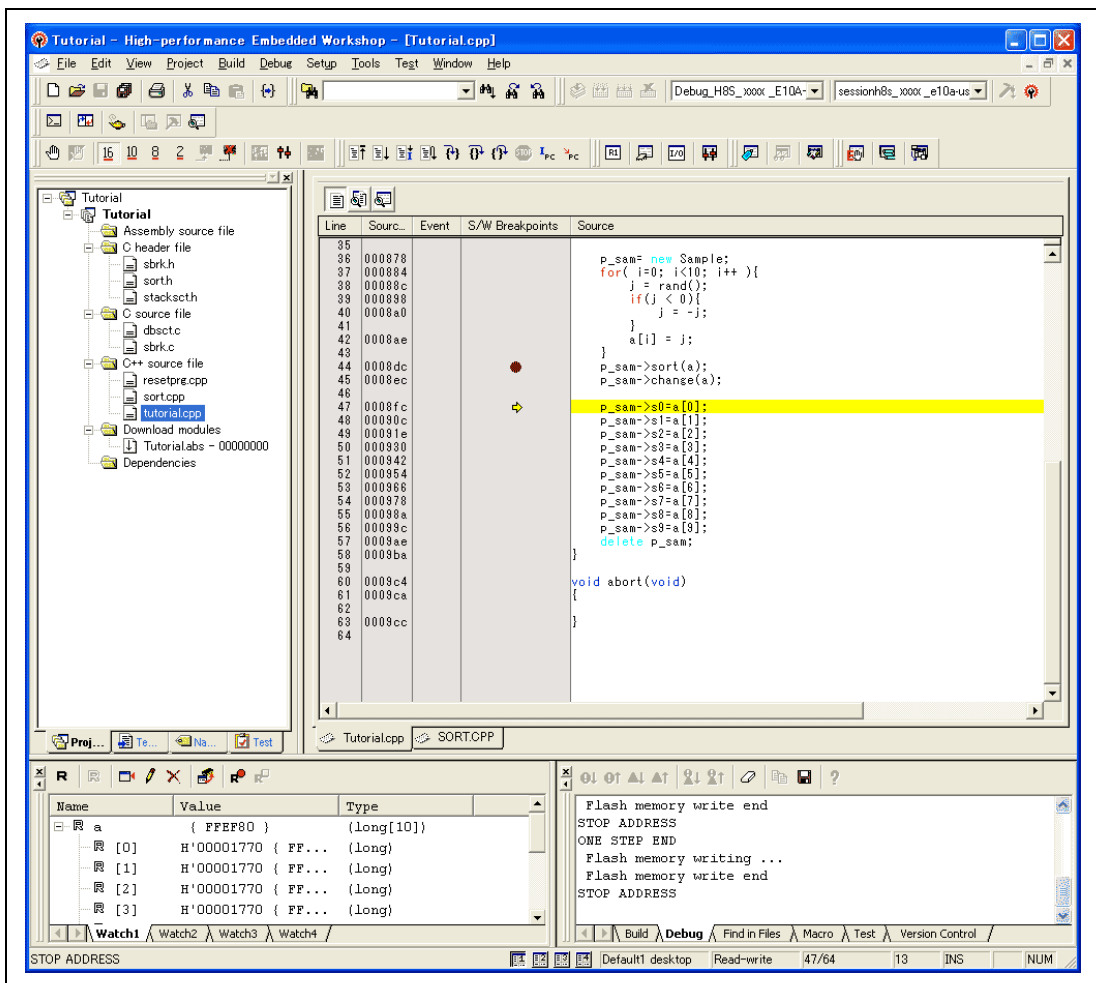 Tutorial - High-performance Embedded Workshop - [Tutorial.cpp]
File Edit View Project Build Debug Setup Tools Test Window Help
Debug_H8S_xxxx_E10A- sessionh8s_xxxx_e10a-us
16 10 8 2
STOP PC PC R1 I/O
Tutorial
Tutorial
Assembly source file
C header file
sbrk.h
sort.h
stacksct.h
C source file
dbsct.c
sbrk.c
C++ source file
resetprg.cpp
sort.cpp
tutorial.cpp
Download modules
Tutorial.abs - 00000000
Dependencies
Proj... Te... Na... Test
Line Sourc... Event S/W Breakpoints Source
35
36 000878 p_sam= new Sample;
37 000884 for( i=0; i<10; i++ ){
38 00088c j = rand();
39 000898 if(j < 0){
40 0008a0 j = -j;
41 }
42 0008ae a[i] = j;
43 }
44 0008dc p_sam->sort(a);
45 0008ec p_sam->change(a);
46
47 0008fc p_sam->s0=a[0];
48 00090c p_sam->s1=a[1];
49 00091e p_sam->s2=a[2];
50 000930 p_sam->s3=a[3];
51 000942 p_sam->s4=a[4];
52 000954 p_sam->s5=a[5];
53 000966 p_sam->s6=a[6];
54 000978 p_sam->s7=a[7];
55 00098a p_sam->s8=a[8];
56 00099c p_sam->s9=a[9];
57 0009ae delete p_sam;
58 0009ba }
59
60 0009c4 void abort(void)
61 0009ca {
62
63 0009cc }
64
Tutorial.cpp SORT.CPP
R R R R
Name Value Type
R a { FFEF80 } (long[10])
R [0] H'00001770 { FF... (long)
R [1] H'00001770 { FF... (long)
R [2] H'00001770 { FF... (long)
R [3] H'00001770 { FF... (long)
Watch1 Watch2 Watch3 Watch4
Flash memory write end
STOP ADDRESS
ONE STEP END
Flash memory writing ...
Flash memory write end
STOP ADDRESS
Build Debug Find in Files Macro Test Version Control
STOP ADDRESS 1 2 3 4 Default1 desktop Read-write 47/64 13 INS NUM